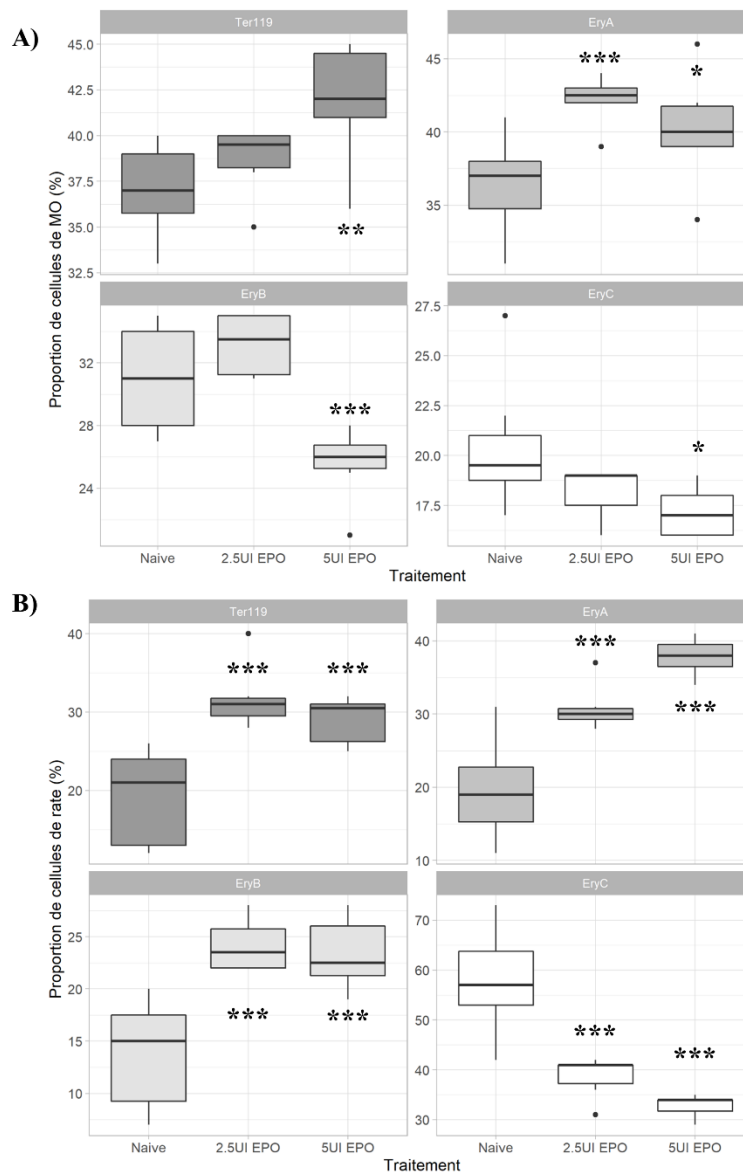 A)
Ter119
EryA
45.0
42.5
40.0
37.5
35.0
32.5
**
45
40
35
***
*
EryB
EryC
32
28
24
***
27.5
25.0
22.5
20.0
17.5
*
Proportion de cellules de MO (%)
Naive 2.5UI EPO 5UI EPO
Naive 2.5UI EPO 5UI EPO
Traitement
B)
Ter119
EryA
40
30
20
*** ***
40
30
20
10
***
***
EryB
EryC
25
20
15
10
*** ***
70
60
50
40
30
***
***
Proportion de cellules de rate (%)
Naive 2.5UI EPO 5UI EPO
Naive 2.5UI EPO 5UI EPO
Traitement